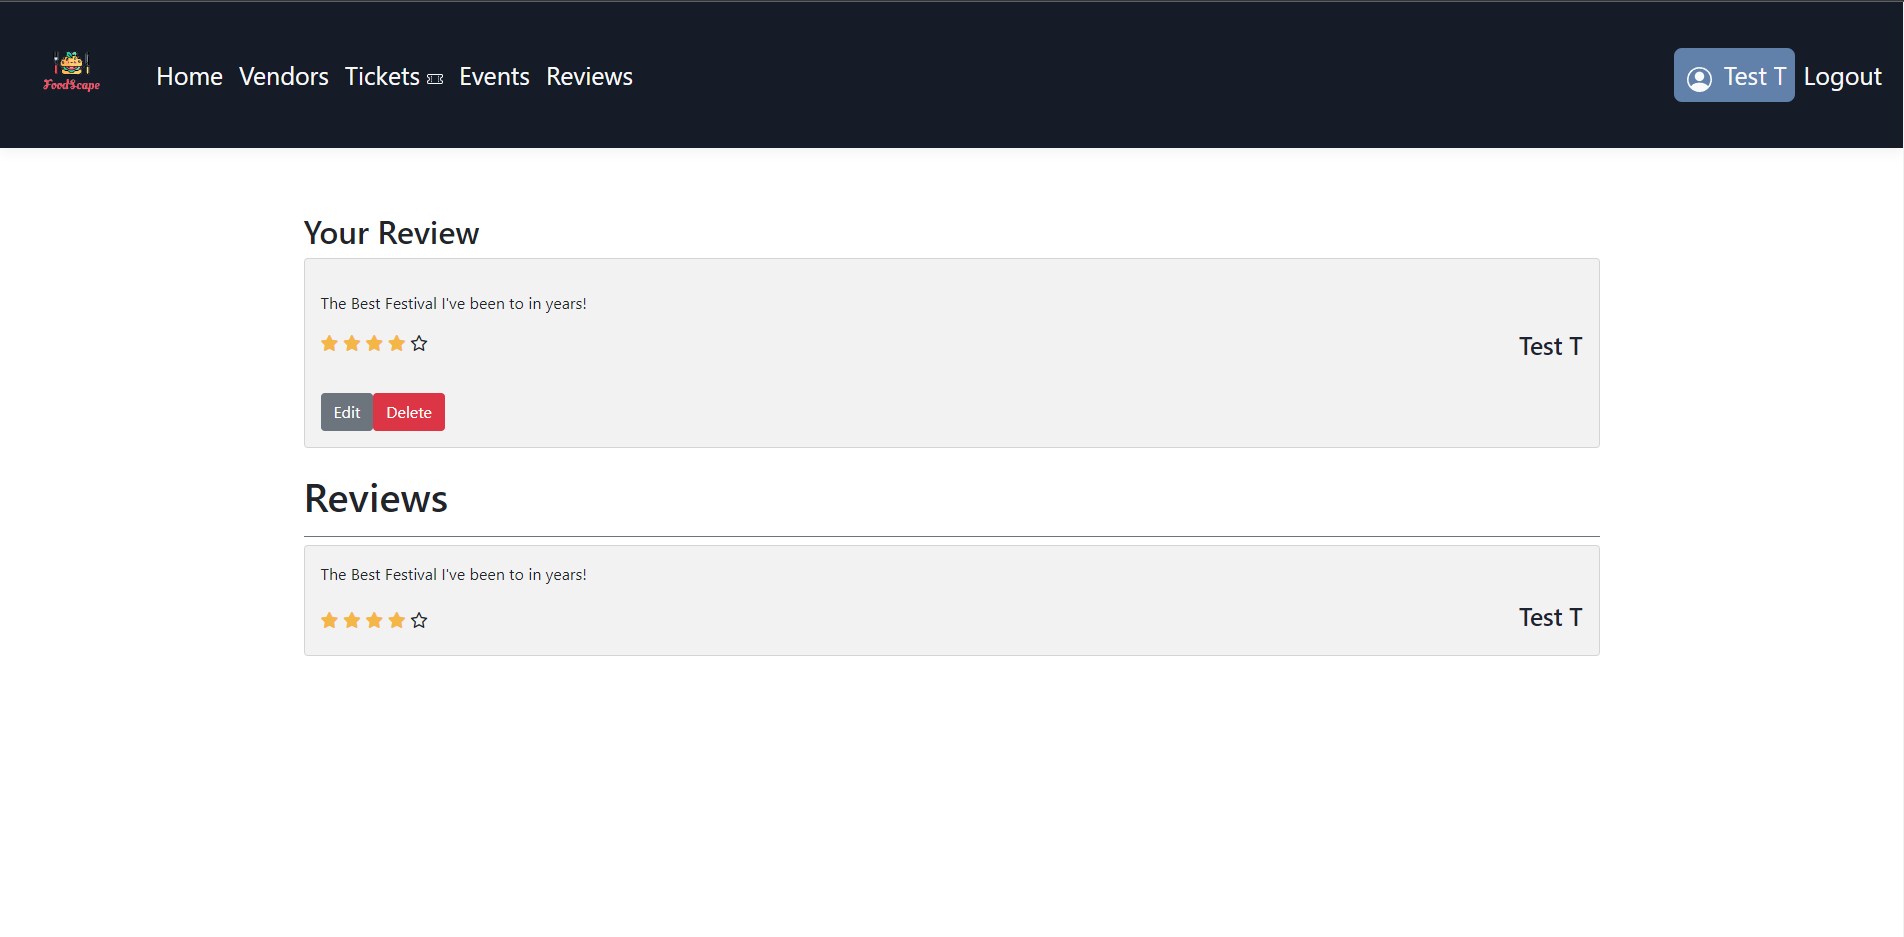 FoodScape
Home Vendors Tickets Events Reviews
Test T Logout
Your Review
The Best Festival I've been to in years!
Test T
Edit Delete
Reviews
The Best Festival I've been to in years!
Test T